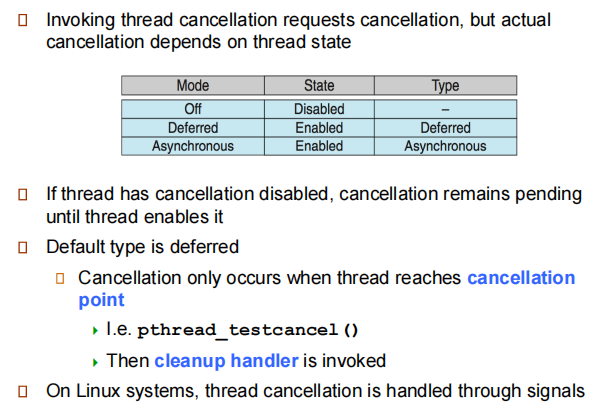 Invoking thread cancellation requests cancellation, but actual
cancellation depends on thread state
Mode State Type
Off Disabled –
Deferred Enabled Deferred
Asynchronous Enabled Asynchronous
If thread has cancellation disabled, cancellation remains pending
until thread enables it
Default type is deferred
Cancellation only occurs when thread reaches cancellation
point
I.e. pthread_testcancel()
Then cleanup handler is invoked
On Linux systems, thread cancellation is handled through signals